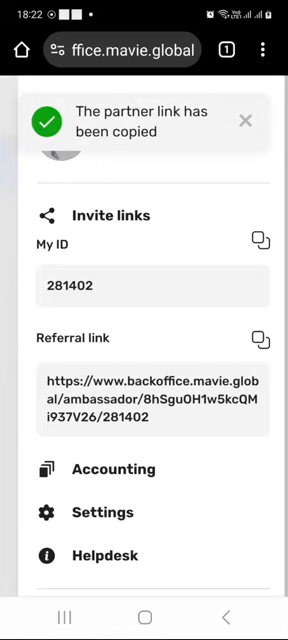 18:22
ffice.mavie.global
1
The partner link has
been copied
Invite links
My ID
281402
Referral link
https://www.backoffice.mavie.glob
al/ambassador/8hSguOH1w5kcQM
i937V26/281402
Accounting
Settings
Helpdesk